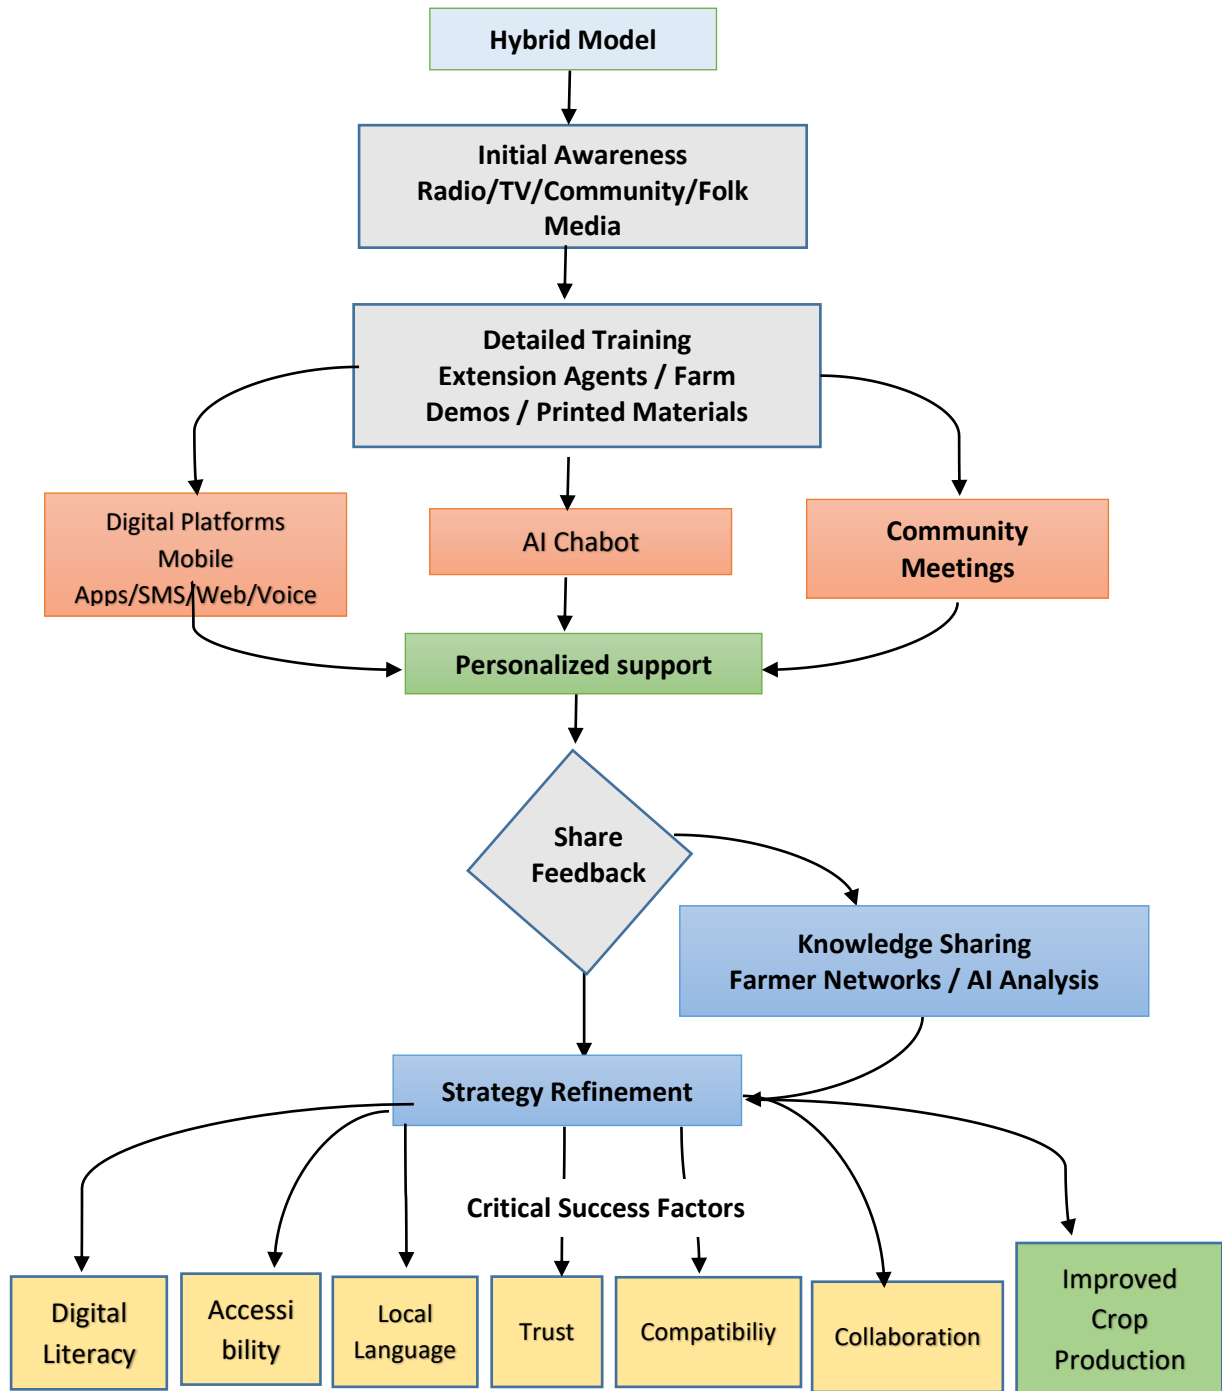 Hybrid Model
Initial Awareness
Radio/TV/Community/Folk
Media
Detailed Training
Extension Agents / Farm
Demos / Printed Materials
Digital Platforms
Mobile
Apps/SMS/Web/Voice
AI Chabot
Community
Meetings
Personalized support
Share
Feedback
Knowledge Sharing
Farmer Networks / AI Analysis
Strategy Refinement
Critical Success Factors
Digital
Literacy
Accessi
bility
Local
Language
Trust
Compatibiliy
Collaboration
Improved
Crop
Production